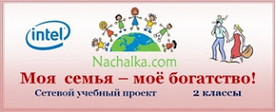 intel
Nachalka.com
Моя семья – моё богатство!
Сетевой учебный проект 2 классы